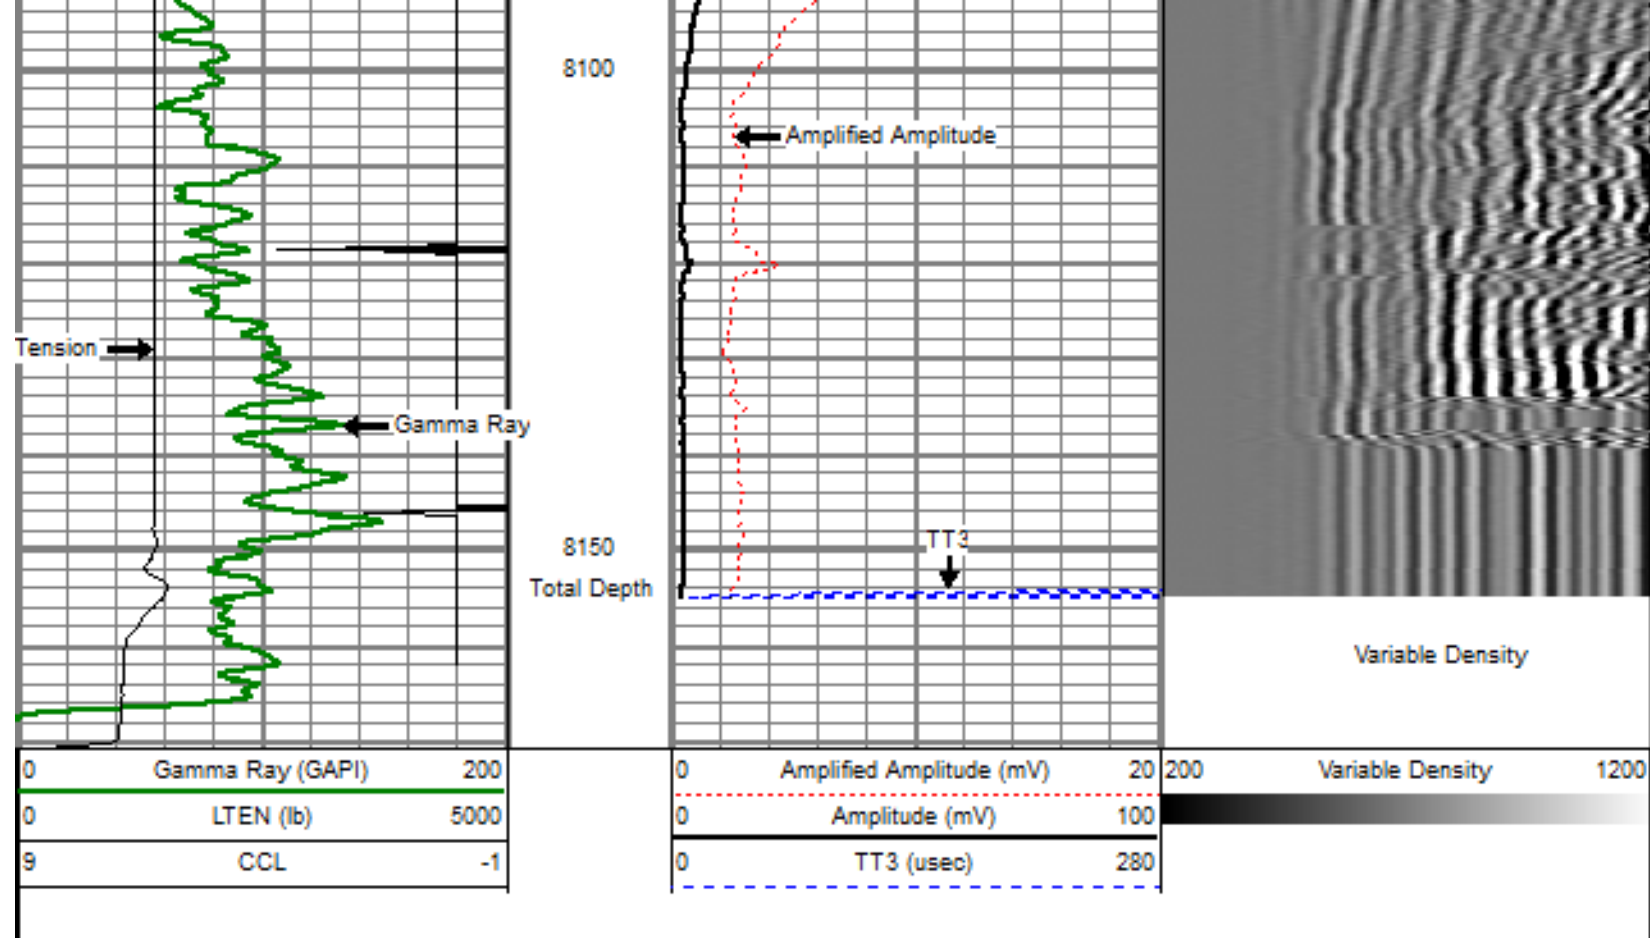 8100
Amplified Amplitude
Tension
Gamma Ray
TT3
8150
Total Depth
Variable Density
0 Gamma Ray (GAPI) 200
0 LTEN (lb) 5000
9 CCL -1
0 Amplified Amplitude (mV) 20
0 Amplitude (mV) 100
0 TT3 (usec) 280
200 Variable Density 1200